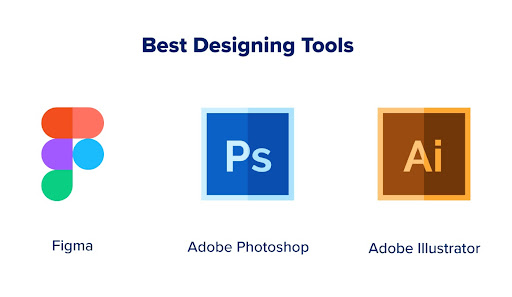 Best Designing Tools
Ps
Ai
Figma
Adobe Photoshop
Adobe Illustrator